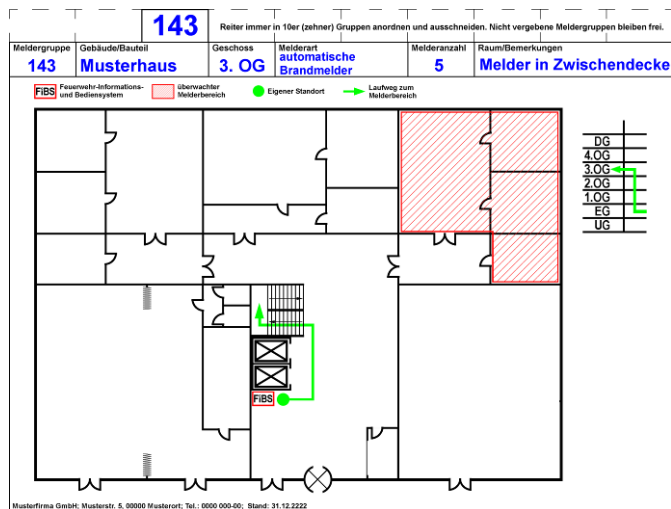 143 Reiter immer in 10er (zehner) Gruppen anordnen und ausschneiden. Nicht vergebene Meldergruppen bleiben frei.
Meldergruppe Gebäude/Bauteil Geschoss Melderart Melderanzahl Raum/Bemerkungen
143 Musterhaus 3. OG automatische Brandmelder 5 Melder in Zwischendecke
FiBS Feuerwehr-Informations- und Bediensystem
überwachter Melderbereich
Eigener Standort
Laufweg zum Melderbereich
DG
4.OG
3.OG
2.OG
1.OG
EG
UG
FiBS
Musterfirma GmbH; Musterstr. 5, 00000 Musterort; Tel.: 0000 000-00; Stand: 31.12.2222